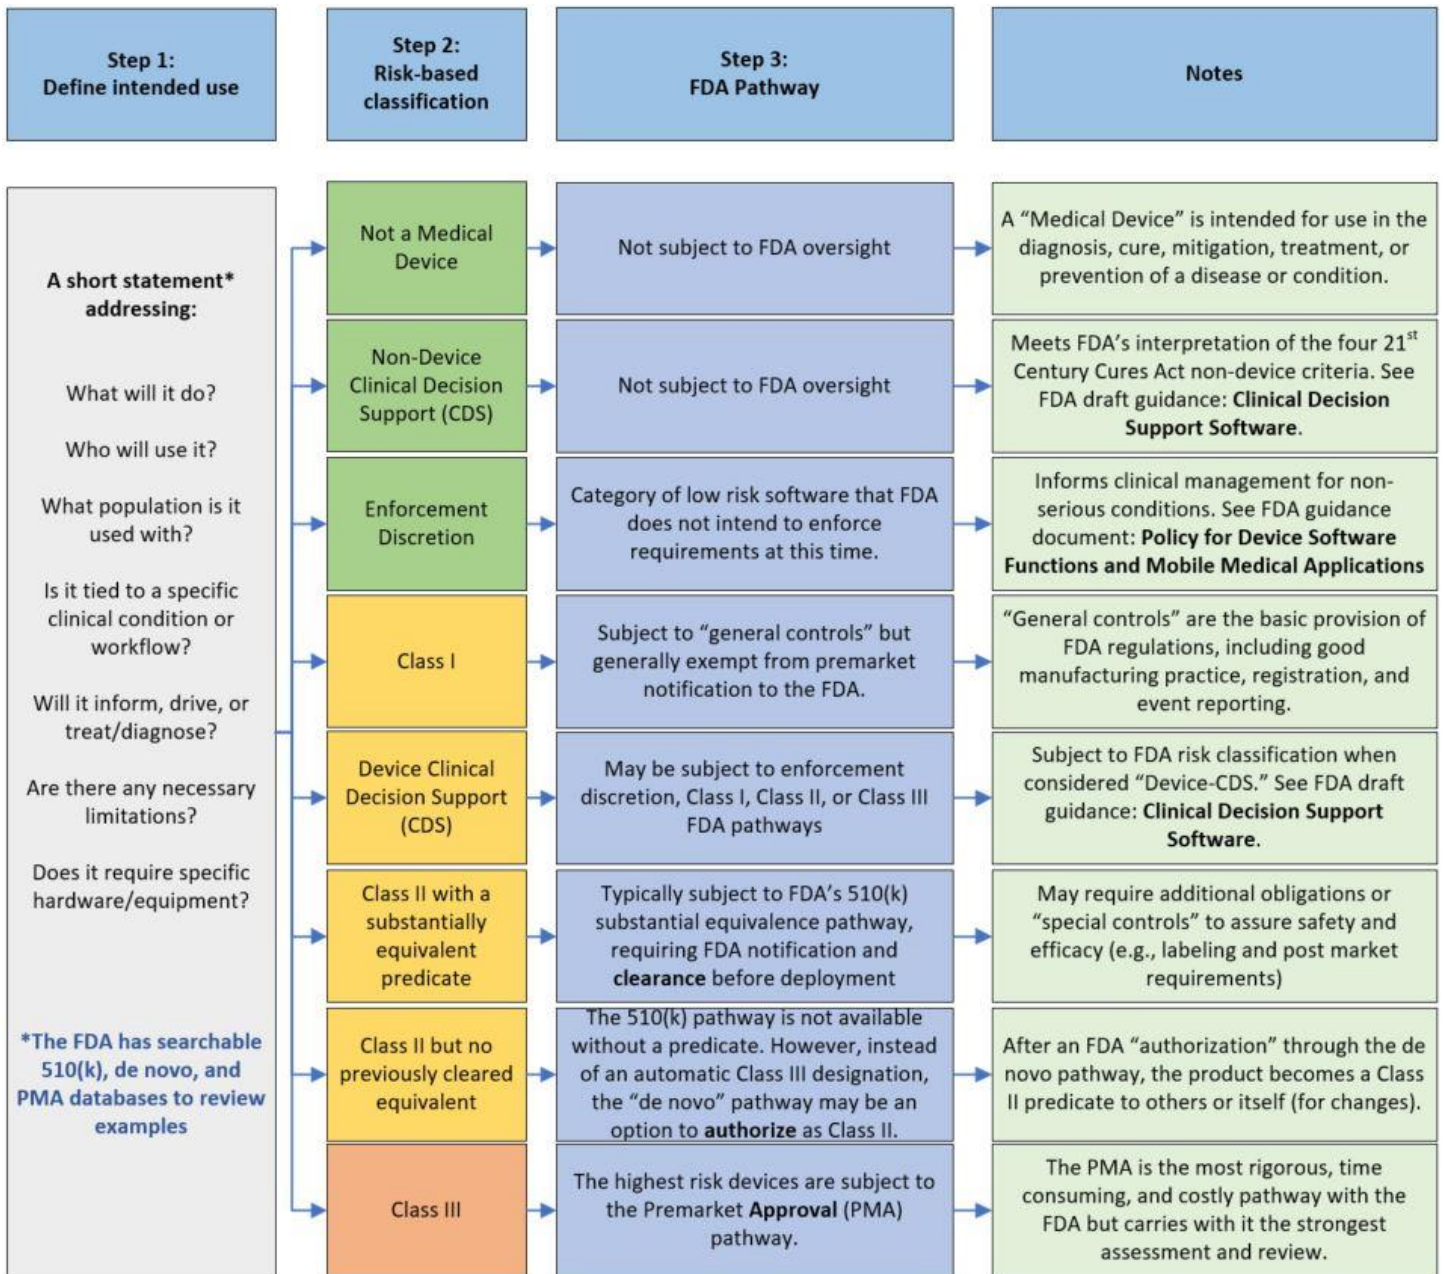 Step 1:
Define intended use
Step 2:
Risk-based
classification
Step 3:
FDA Pathway
Notes
A short statement*
addressing:
What will it do?
Who will use it?
What population is it
used with?
Is it tied to a specific
clinical condition or
workflow?
Will it inform, drive, or
treat/diagnose?
Are there any necessary
limitations?
Does it require specific
hardware/equipment?
*The FDA has searchable
510(k), de novo, and
PMA databases to review
examples
Not a Medical
Device
Not subject to FDA oversight
A “Medical Device” is intended for use in the
diagnosis, cure, mitigation, treatment, or
prevention of a disease or condition.
Non-Device
Clinical Decision
Support (CDS)
Not subject to FDA oversight
Meets FDA’s interpretation of the four 21st
Century Cures Act non-device criteria. See
FDA draft guidance: Clinical Decision
Support Software.
Enforcement
Discretion
Category of low risk software that FDA
does not intend to enforce
requirements at this time.
Informs clinical management for non-
serious conditions. See FDA guidance
document: Policy for Device Software
Functions and Mobile Medical Applications
Class I
Subject to “general controls” but
generally exempt from premarket
notification to the FDA.
“General controls” are the basic provision of
FDA regulations, including good
manufacturing practice, registration, and
event reporting.
Device Clinical
Decision Support
(CDS)
May be subject to enforcement
discretion, Class I, Class II, or Class III
FDA pathways
Subject to FDA risk classification when
considered “Device-CDS.” See FDA draft
guidance: Clinical Decision Support
Software.
Class II with a
substantially
equivalent
predicate
Typically subject to FDA’s 510(k)
substantial equivalence pathway,
requiring FDA notification and
clearance before deployment
May require additional obligations or
“special controls” to assure safety and
efficacy (e.g., labeling and post market
requirements)
Class II but no
previously cleared
equivalent
The 510(k) pathway is not available
without a predicate. However, instead
of an automatic Class III designation,
the “de novo” pathway may be an
option to authorize as Class II.
After an FDA “authorization” through the de
novo pathway, the product becomes a Class
II predicate to others or itself (for changes).
Class III
The highest risk devices are subject to
the Premarket Approval (PMA)
pathway.
The PMA is the most rigorous, time
consuming, and costly pathway with the
FDA but carries with it the strongest
assessment and review.